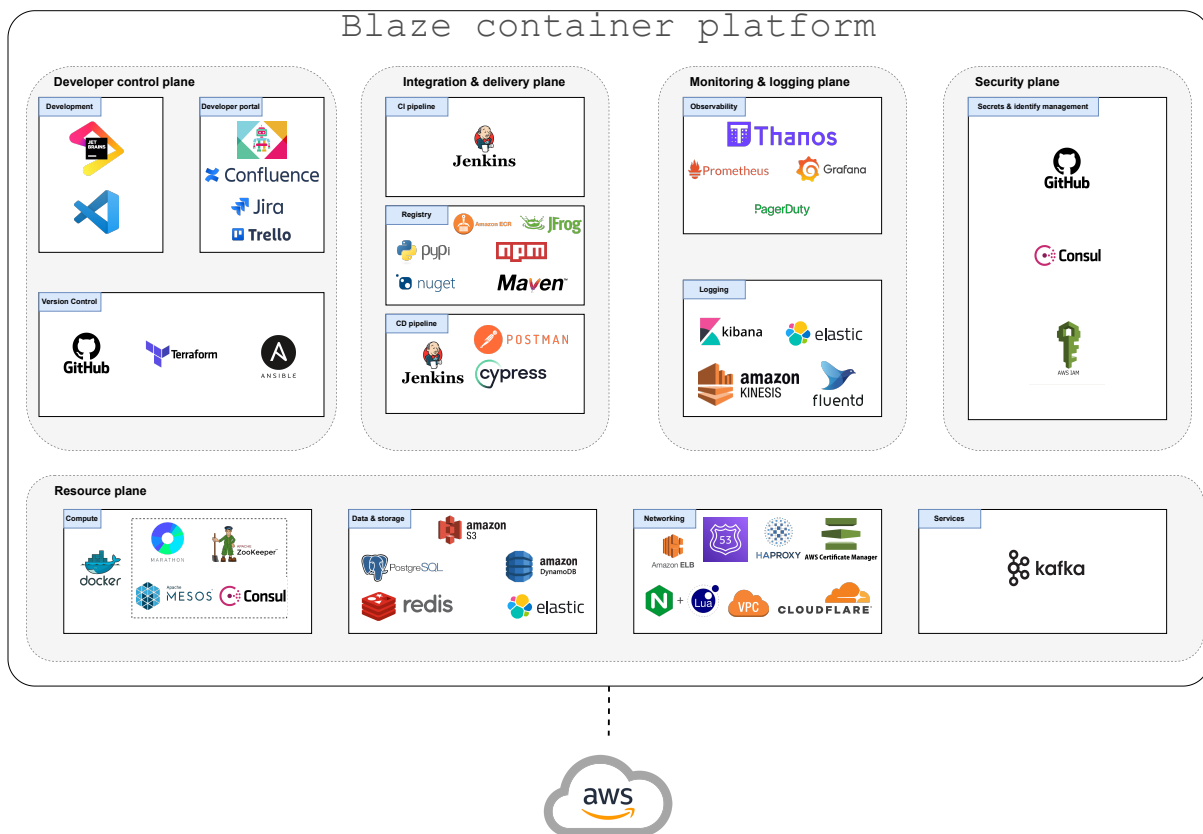 Blaze container platform
Developer control plane
Development
JET
BRAINS
Developer portal
Confluence
Jira
Trello
Version Control
GitHub
Terraform
ANSIBLE
Integration & delivery plane
CI pipeline
Jenkins
Registry
Amazon ECR
JFrog
pypi
npm
nuget
Maven™
CD pipeline
Jenkins
POSTMAN
cypress
Monitoring & logging plane
Observability
Thanos
Prometheus
Grafana
PagerDuty
Logging
kibana
elastic
amazon
KINESIS
fluentd
Security plane
Secrets & identify management
GitHub
Consul
AWS IAM
Resource plane
Compute
docker
MARATHON
APACHE
ZooKeeper™
Apache
MESOS
Consul
Data & storage
amazon
S3
PostgreSQL
amazon
DynamoDB
redis
elastic
Networking
Amazon ELB
53
HAPROXY
AWS Certificate Manager
N
+
Lua
VPC
CLOUDFLARE
Services
kafka
aws